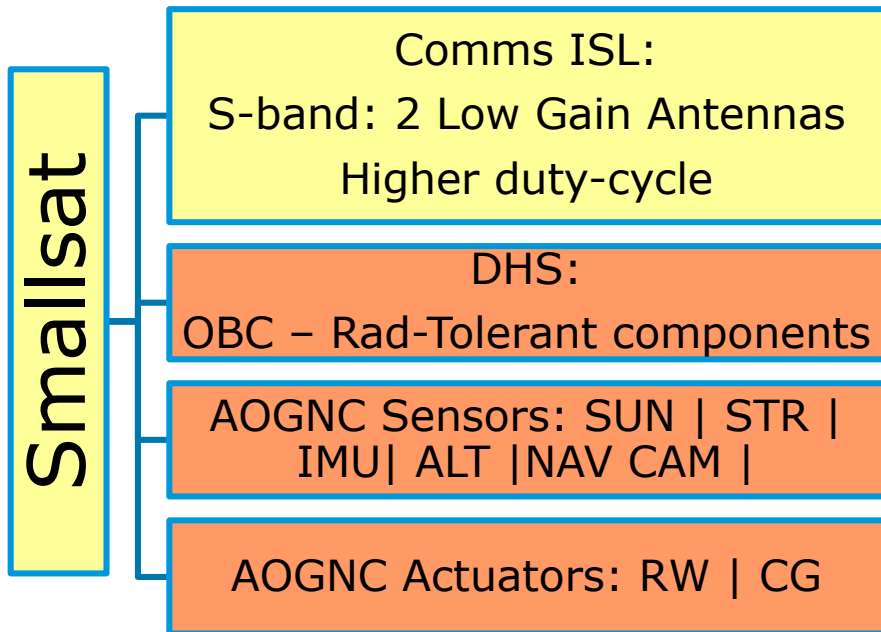 Smallsat
Comms ISL:
S-band: 2 Low Gain Antennas
Higher duty-cycle
DHS:
OBC – Rad-Tolerant components
AOGNC Sensors: SUN | STR |
IMU| ALT |NAV CAM |
AOGNC Actuators: RW | CG